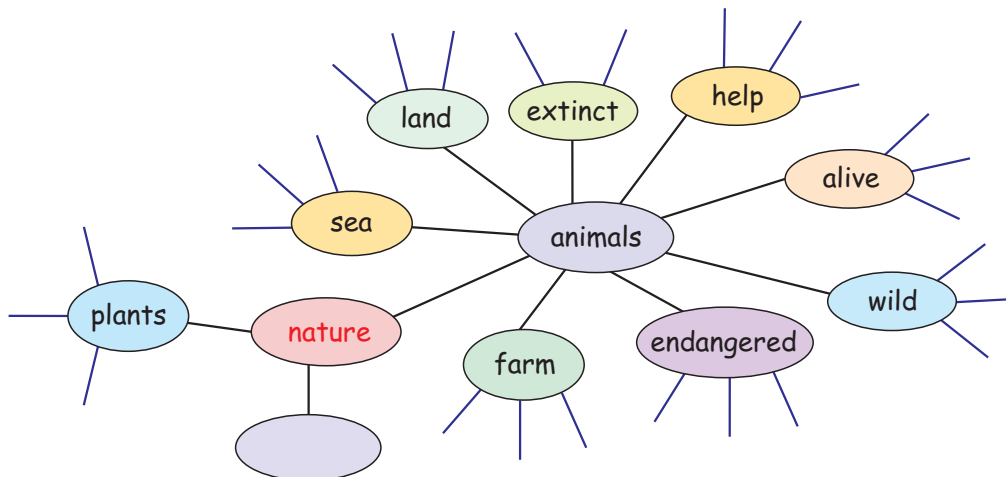 land
extinct
help
alive
sea
animals
plants
nature
wild
farm
endangered